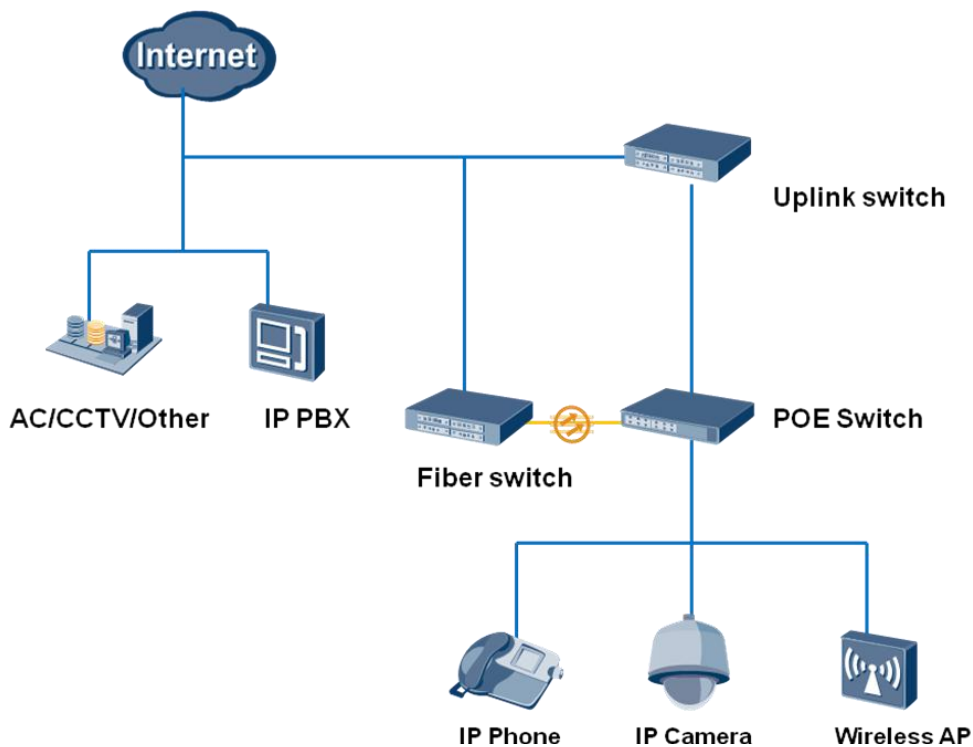 Internet
Uplink switch
AC/CCTV/Other
IP PBX
POE Switch
Fiber switch
IP Phone
IP Camera
Wireless AP